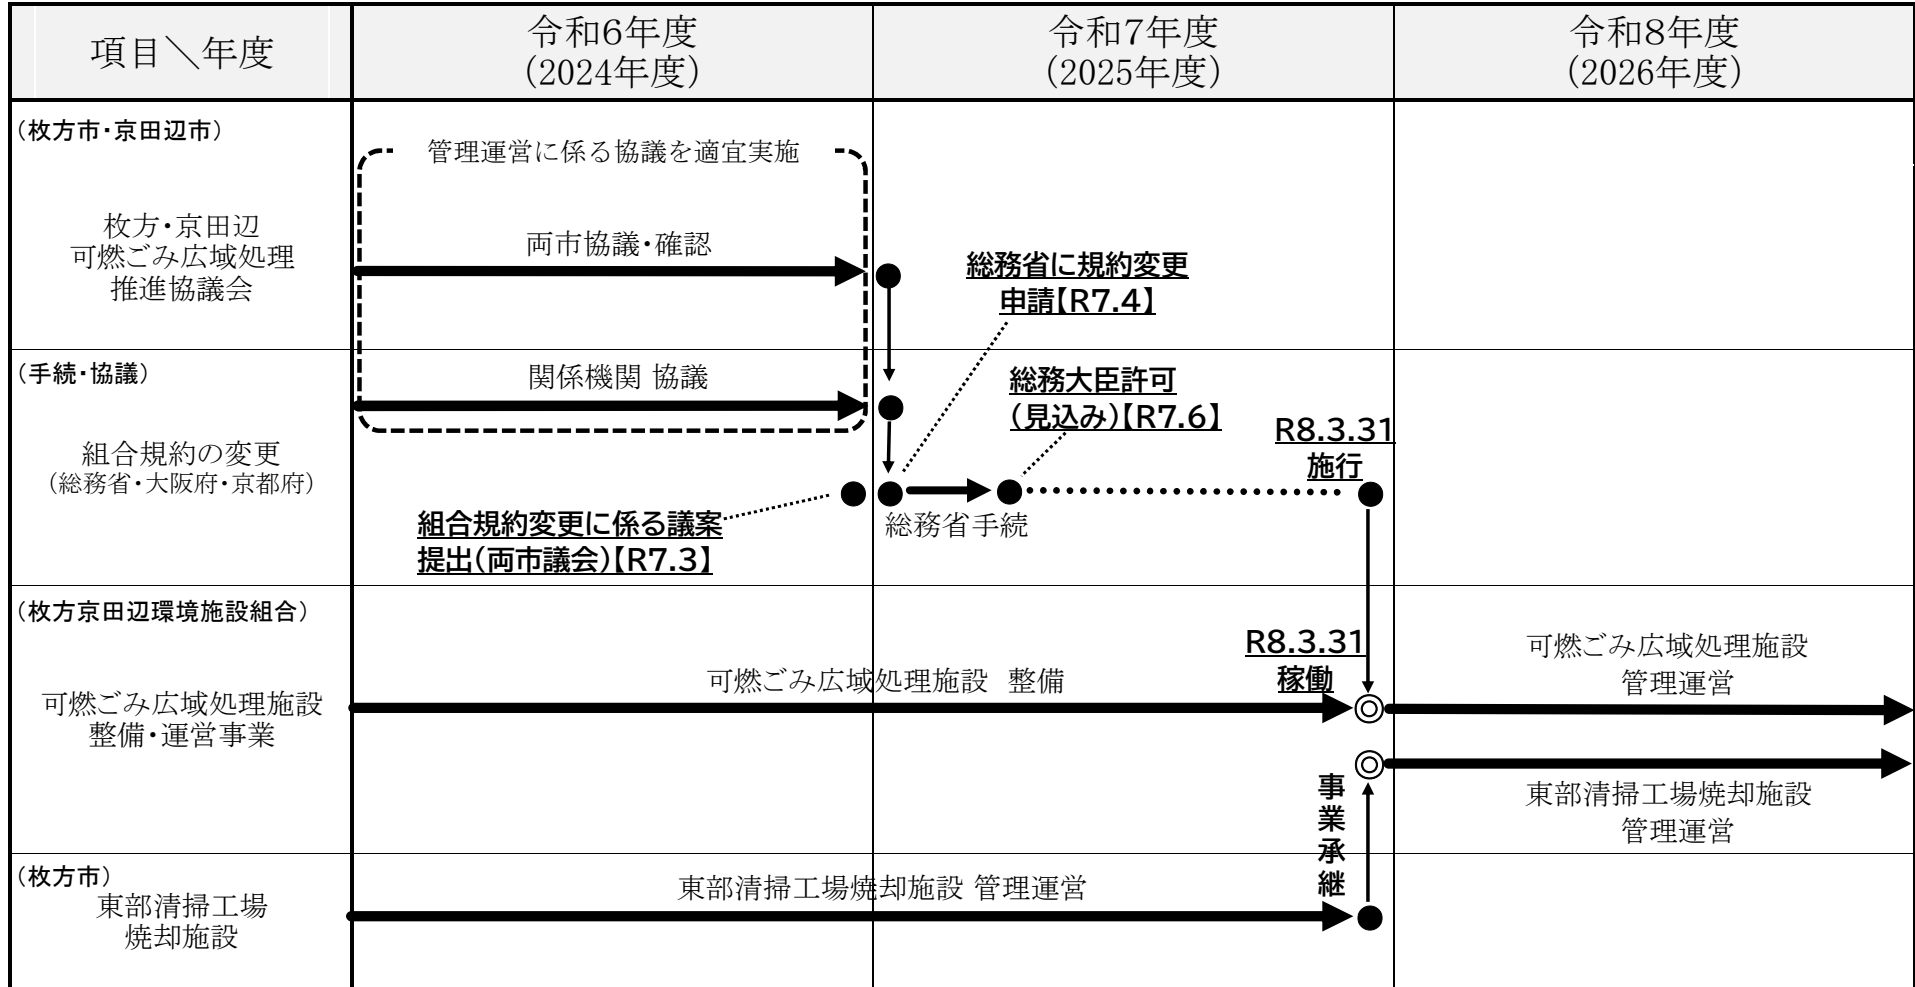 項目＼年度
令和6年度
（2024年度）
令和7年度
（2025年度）
令和8年度
（2026年度）
（枚方市・京田辺市）
管理運営に係る協議を適宜実施
枚方・京田辺
可燃ごみ広域処理
推進協議会
両市協議・確認
総務省に規約変更
申請【R7.4】
（手続・協議）
関係機関 協議
総務大臣許可
（見込み）【R7.6】
R8.3.31
施行
組合規約の変更
（総務省・大阪府・京都府）
組合規約変更に係る議案
提出（両市議会）【R7.3】
総務省手続
（枚方京田辺環境施設組合）
可燃ごみ広域処理施設
整備・運営事業
可燃ごみ広域処理施設　整備
R8.3.31
稼働
可燃ごみ広域処理施設
管理運営
事業承継
東部清掃工場焼却施設
管理運営
（枚方市）
東部清掃工場
焼却施設
東部清掃工場焼却施設 管理運営